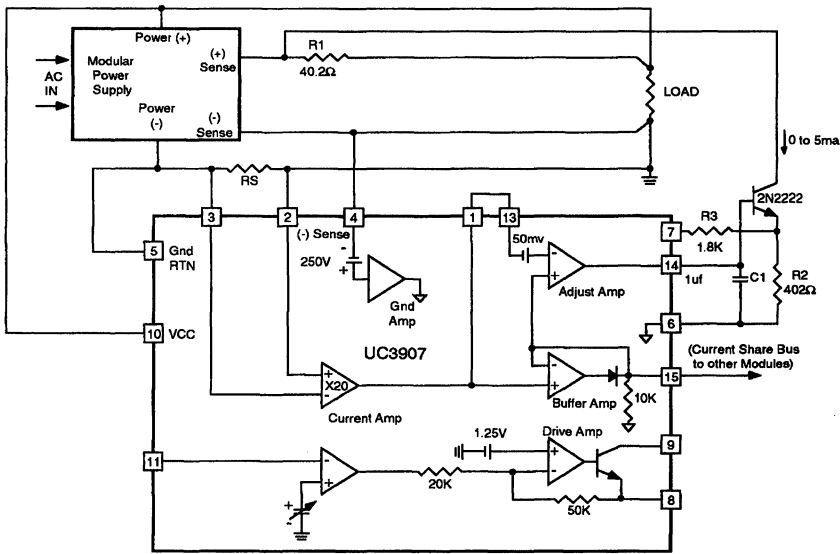 Power (+)
(+)
Sense
R1
40.2Ω
Modular
Power
Supply
AC
IN
LOAD
Power
(-)
(-)
Sense
0 to 5ma
RS
2N2222
3
2
4
1
13
(-) Sense
7
R3
1.8K
5
Gnd
RTN
250V
-
+
50mv
-
+
Adjust Amp
14
1uf
C1
R2
402Ω
Gnd
Amp
6
10
VCC
UC3907
(Current Share Bus
to other Modules)
+
X20
-
Current Amp
-
+
Buffer Amp
15
10K
1.25V
Drive Amp
9
11
-
+
+
-
20K
+
-
50K
8